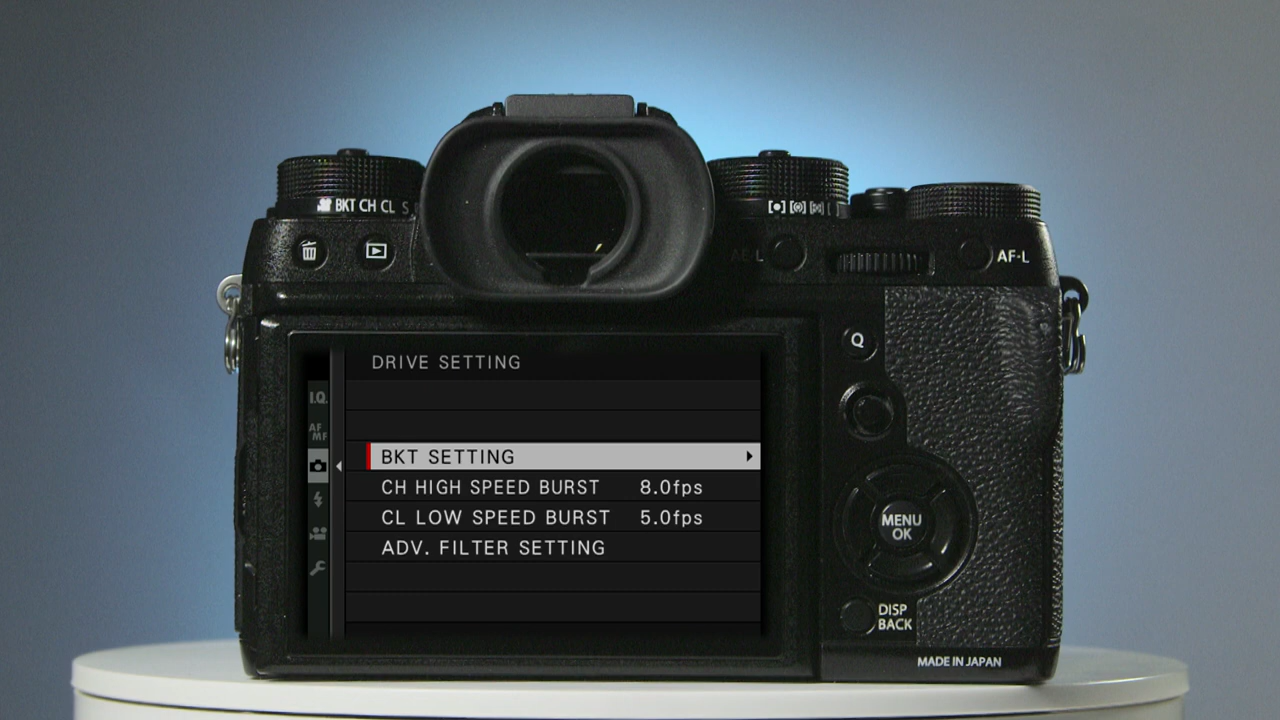 BKT CH CL S
AE-L
AF-L
Q
DRIVE SETTING
I.Q.
AF
MF
BKT SETTING
CH HIGH SPEED BURST 8.0fps
CL LOW SPEED BURST 5.0fps
ADV. FILTER SETTING
MENU
OK
DISP
BACK
MADE IN JAPAN